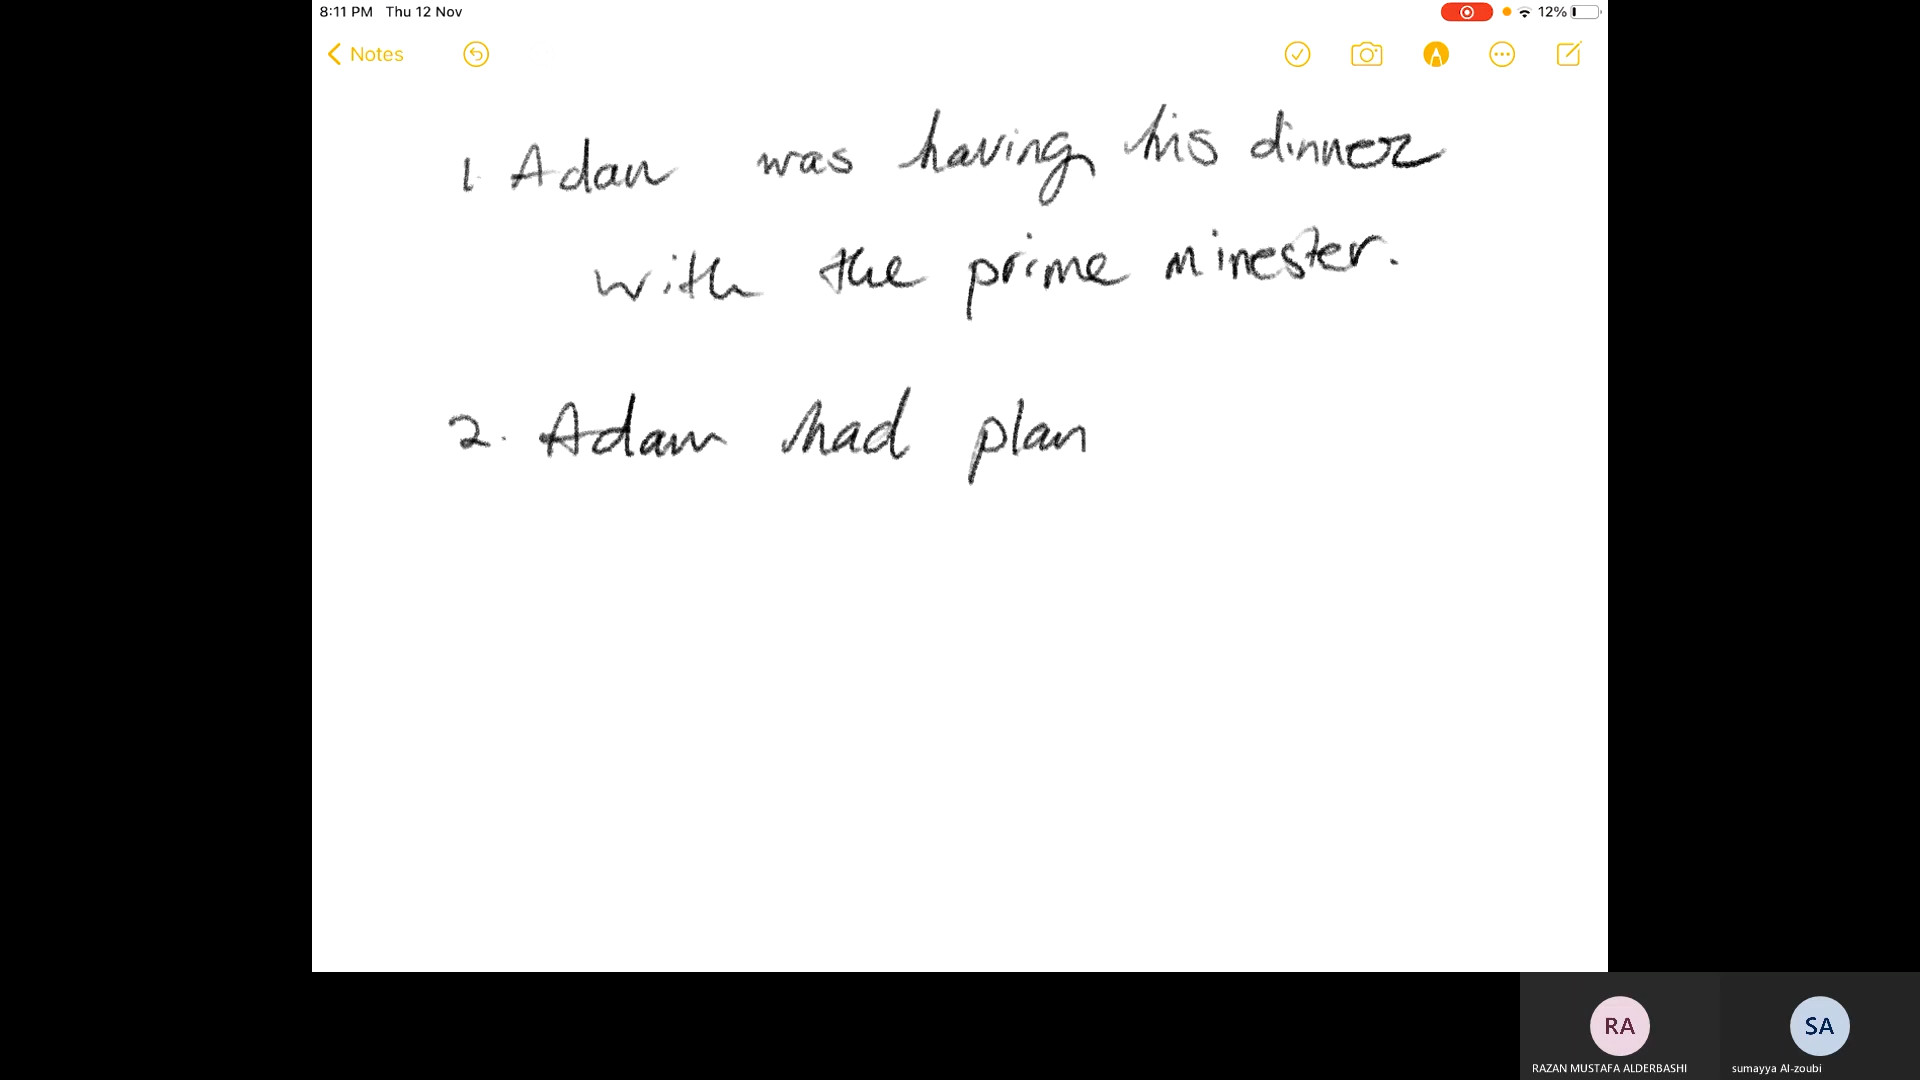 8:11 PM Thu 12 Nov 12%
Notes
1. Adam was having his dinner
with the prime minester.
2. Adam had plan
RA SA
RAZAN MUSTAFA ALDERBASHI sumayya Al-zoubi